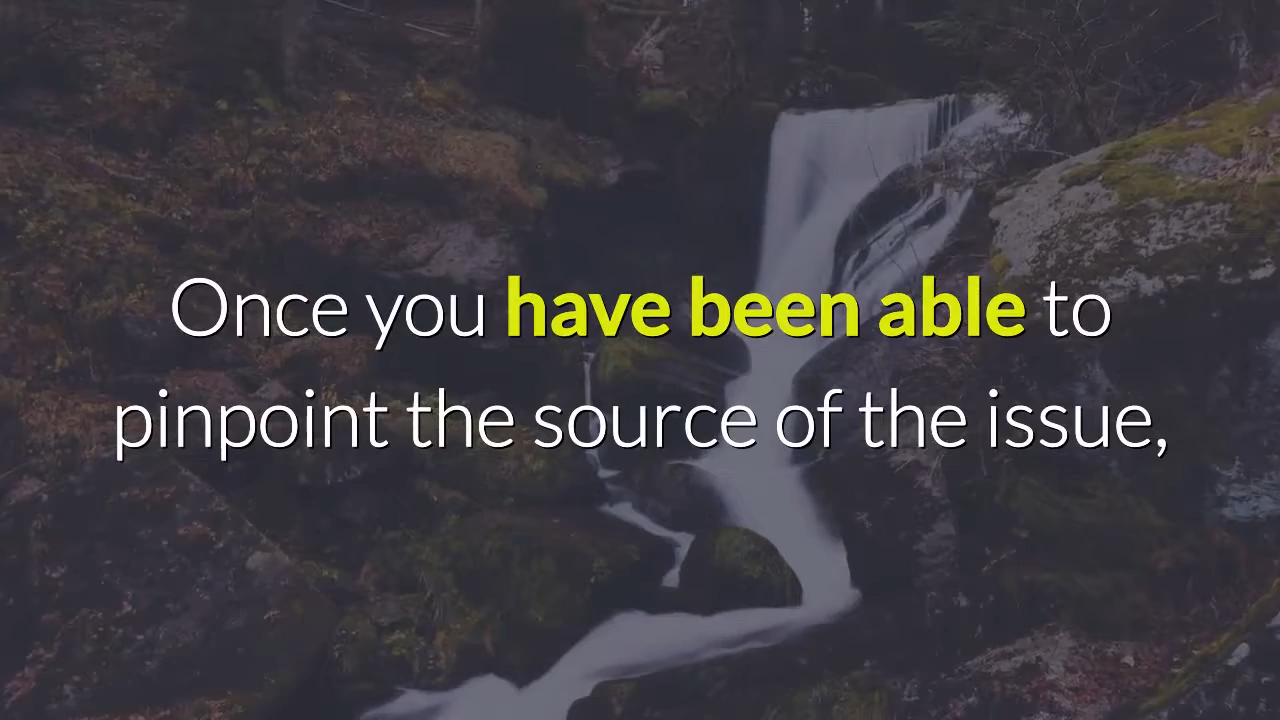 Once you have been able to
pinpoint the source of the issue,